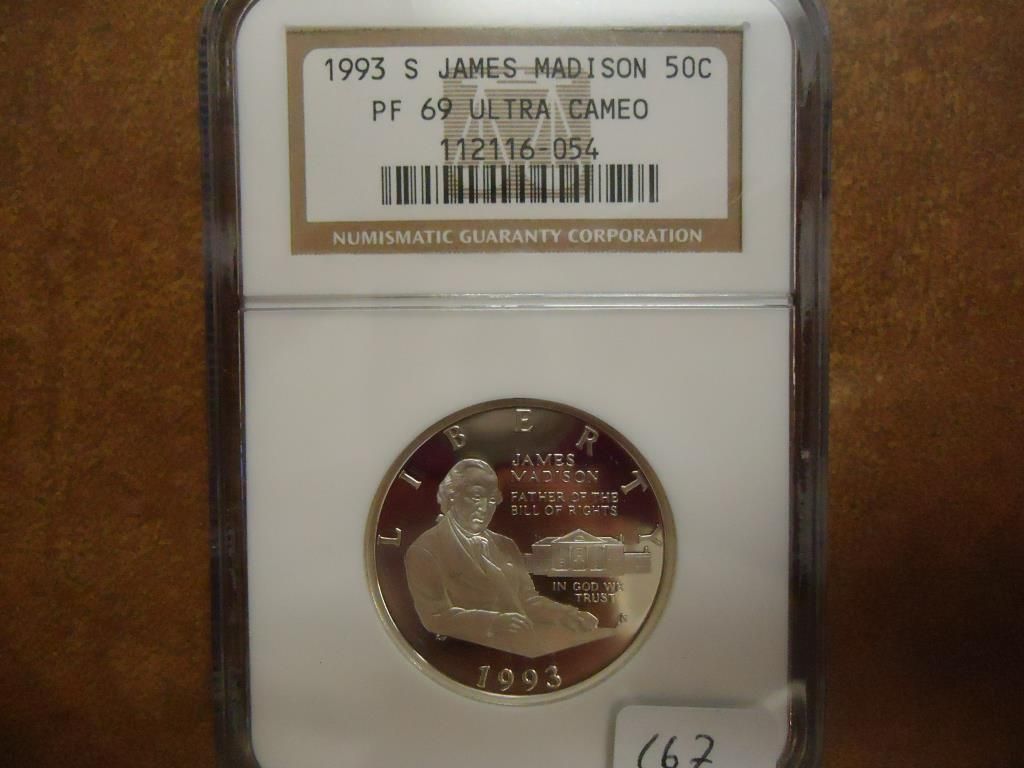 1993 S JAMES MADISON 50C
PF 69 ULTRA CAMEO
112116-054
NUMISMATIC GUARANTY CORPORATION
LIBERTY
JAMES
MADISON
FATHER OF THE
BILL OF RIGHTS
IN GOD WE
TRUST
1993
167